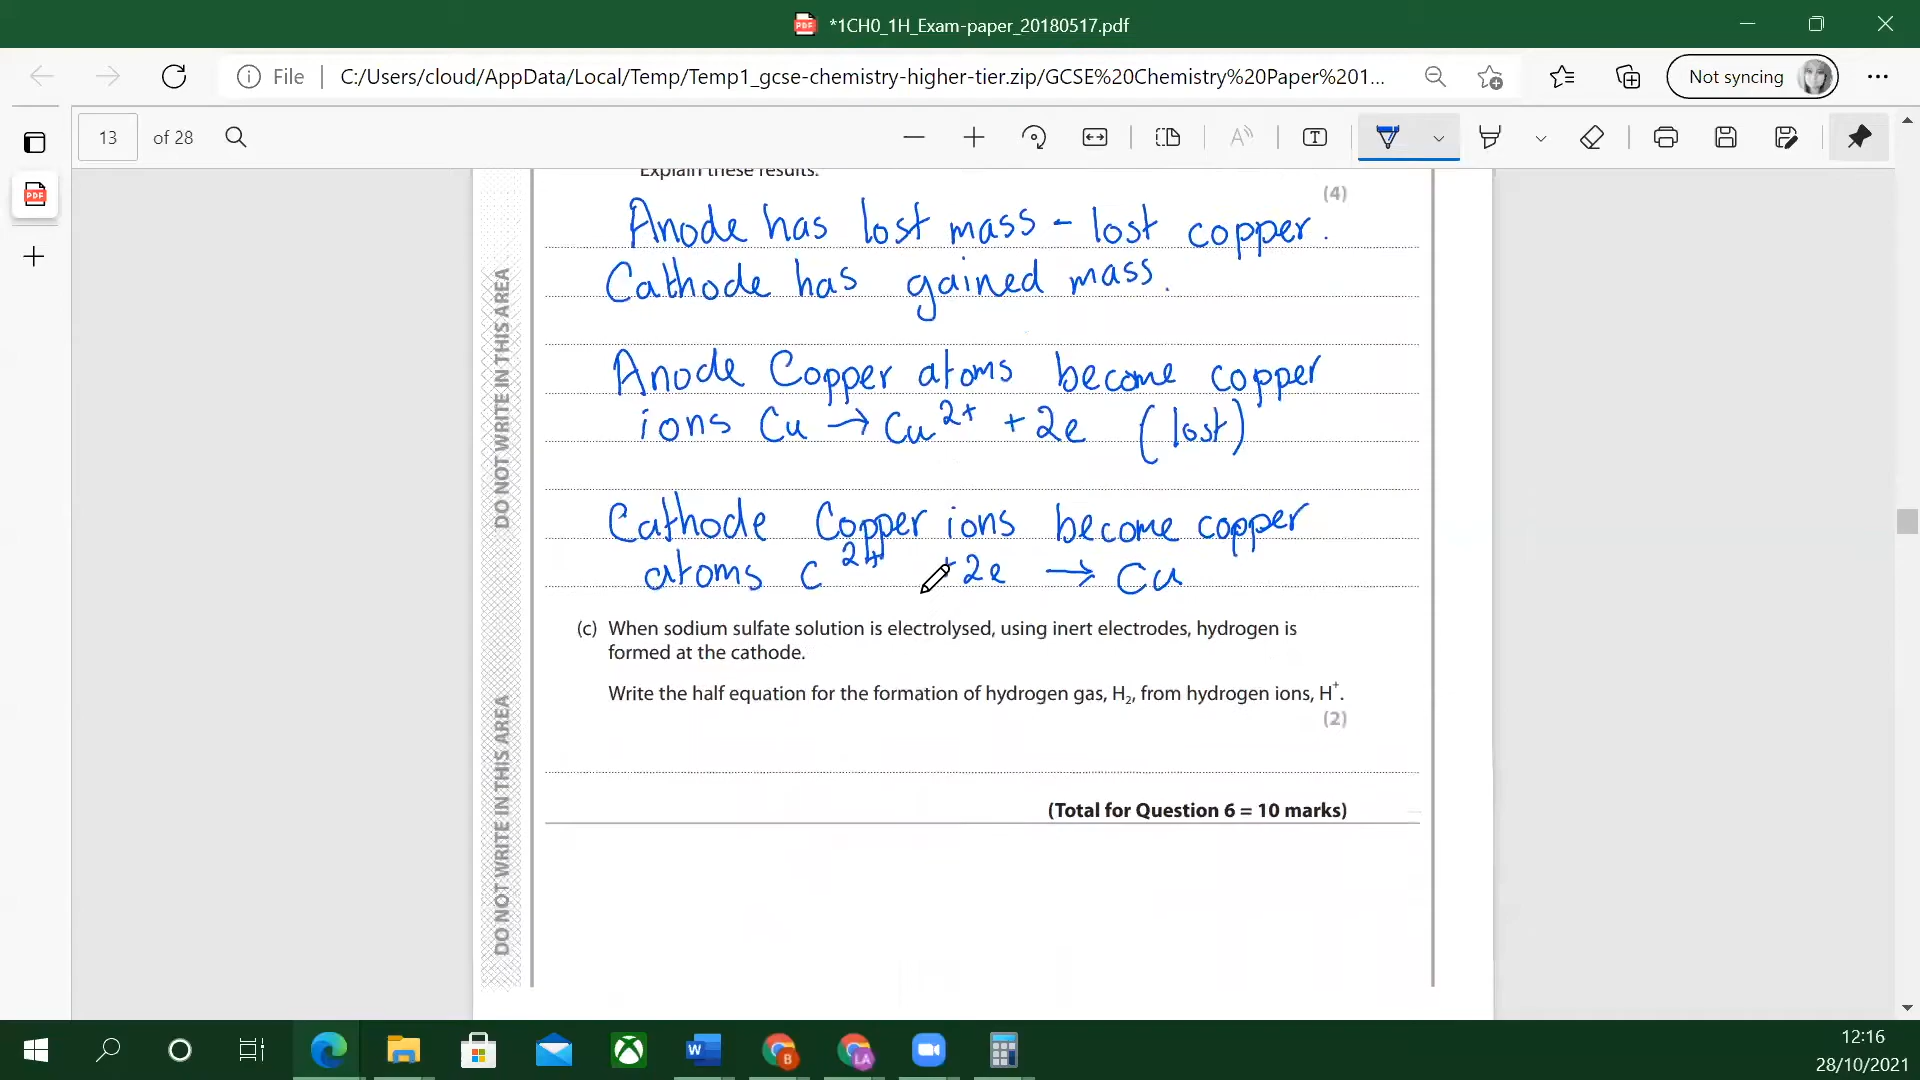 *1CH0_1H_Exam-paper_20180517.pdf
File
C:/Users/cloud/AppData/Local/Temp/Temp1_gcse-chemistry-higher-tier.zip/GCSE%20Chemistry%20Paper%201...
Not syncing
13 of 28
Explain these results.
(4)
Anode has lost mass - lost copper.
Cathode has gained mass.
Anode Copper atoms become copper
ions Cu → Cu²⁺ + 2e (lost)
Cathode Copper ions become copper
atoms c ²⁺ +2e → Cu
(c) When sodium sulfate solution is electrolysed, using inert electrodes, hydrogen is
formed at the cathode.
Write the half equation for the formation of hydrogen gas, H₂, from hydrogen ions, H⁺.
(2)
(Total for Question 6 = 10 marks)
DO NOT WRITE IN THIS AREA
DO NOT WRITE IN THIS AREA
12:16
28/10/2021